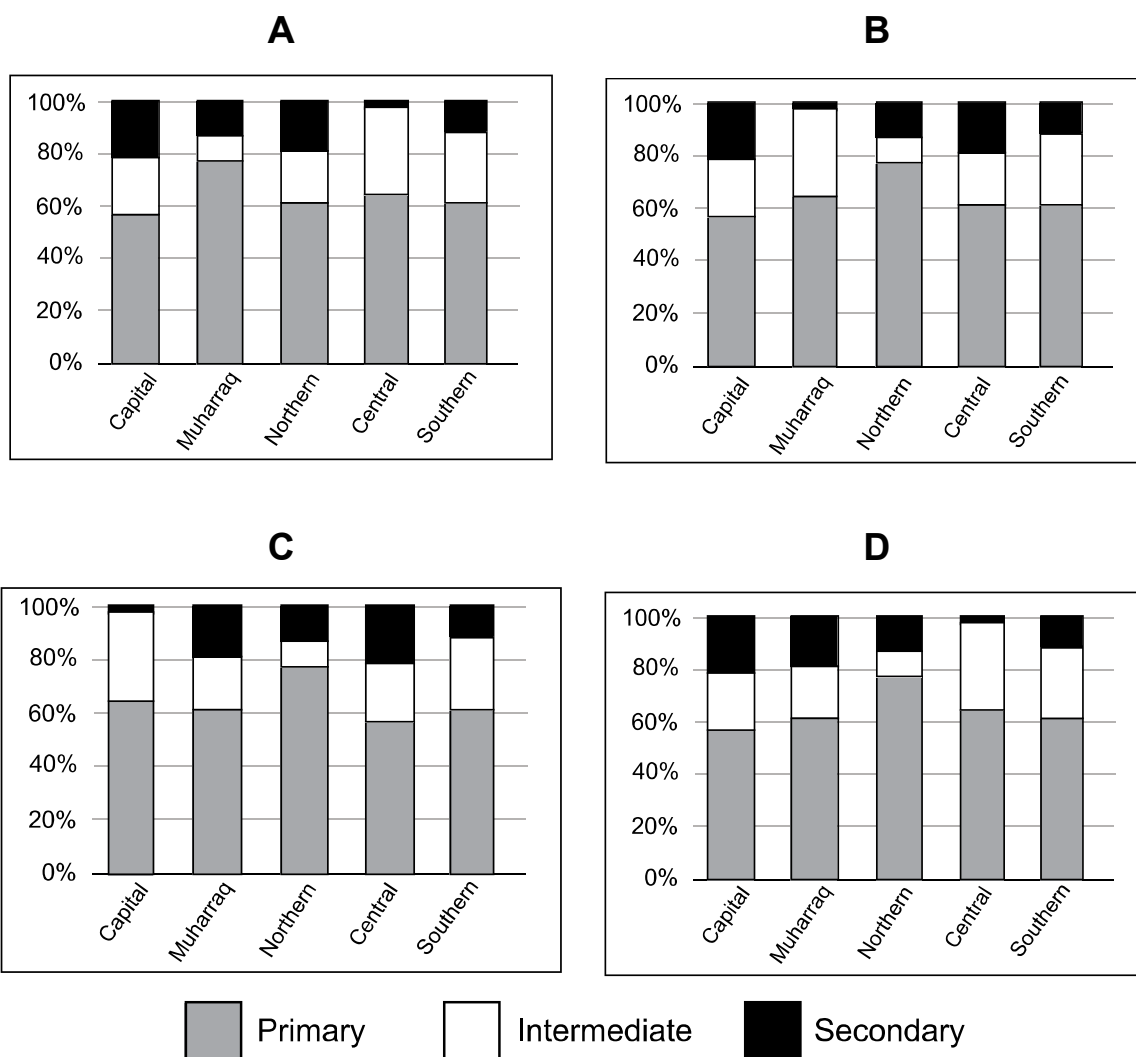 A
100%
80%
60%
40%
20%
0%
Capital
Muharraq
Northern
Central
Southern
B
100%
80%
60%
40%
20%
0%
Capital
Muharraq
Northern
Central
Southern
C
100%
80%
60%
40%
20%
0%
Capital
Muharraq
Northern
Central
Southern
D
100%
80%
60%
40%
20%
0%
Capital
Muharraq
Northern
Central
Southern
Primary Intermediate Secondary